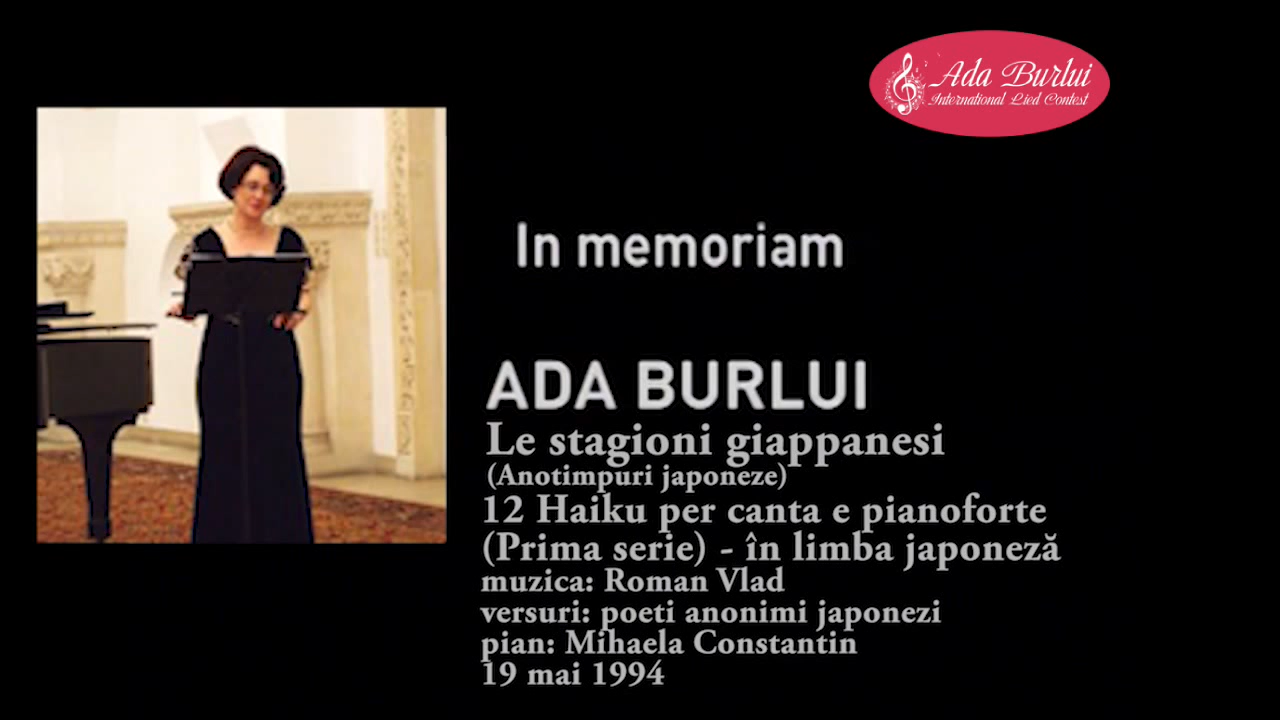 Ada Burlui
International Lied Contest
In memoriam
ADA BURLUI
Le stagioni giappanesi
(Anotimpuri japoneze)
12 Haiku per canta e pianoforte
(Prima serie) - în limba japoneză
muzica: Roman Vlad
versuri: poeti anonimi japonezi
pian: Mihaela Constantin
19 mai 1994